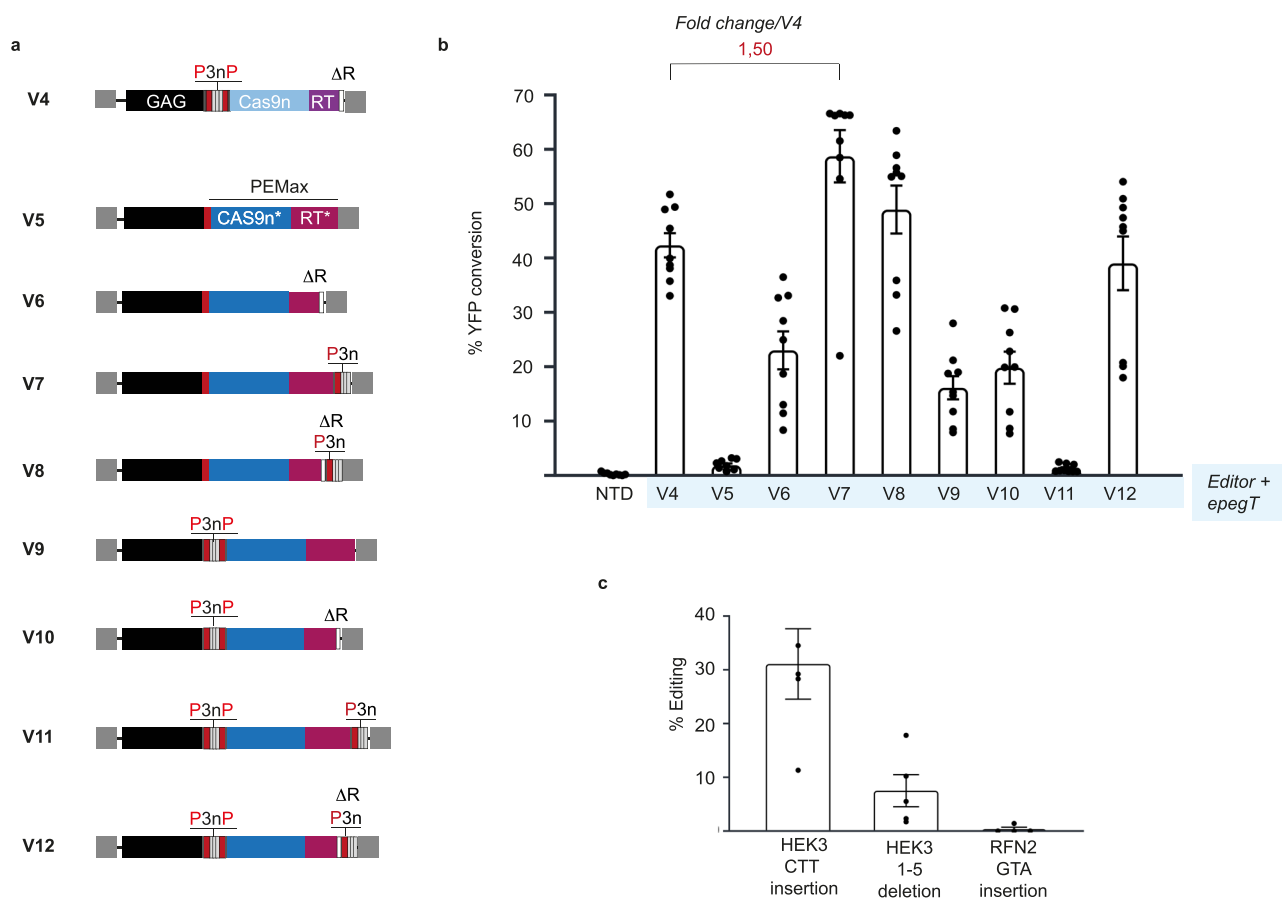 a
P3nP
ΔR
V4
GAG
Cas9n
RT
PEMax
V5
CAS9n*
RT*
ΔR
V6
P3n
V7
ΔR
P3n
V8
P3nP
V9
P3nP
ΔR
V10
P3nP
P3n
V11
ΔR
P3nP
P3n
V12
b
Fold change/V4
1,50
% YFP conversion
70
60
50
40
30
20
10
NTD
V4
V5
V6
V7
V8
V9
V10
V11
V12
Editor +
epegT
c
% Editing
40
30
20
10
HEK3
CTT
insertion
HEK3
1-5
deletion
RFN2
GTA
insertion